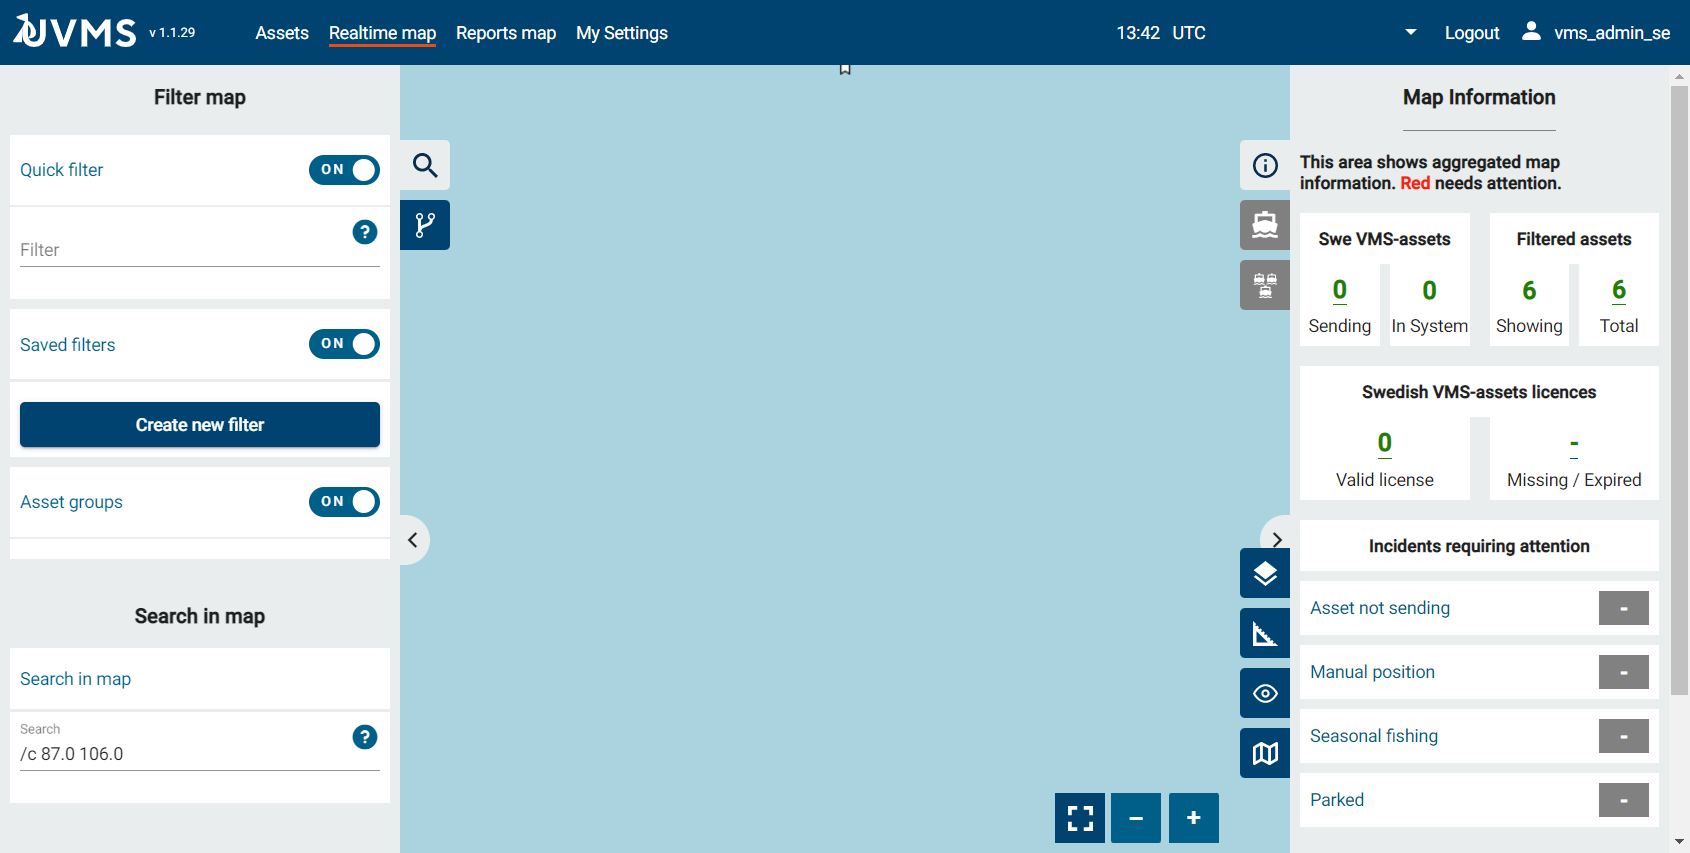 UVMS v 1.1.29
Assets Realtime map Reports map My Settings
13:42 UTC
Logout vms_admin_se
Filter map
Quick filter
ON
?
Filter
Saved filters
ON
Create new filter
Asset groups
ON
Search in map
Search in map
Search
?
/c 87.0 106.0
Map Information
This area shows aggregated map
information. Red needs attention.
Swe VMS-assets
0 0
Sending In System
Filtered assets
6 6
Showing Total
Swedish VMS-assets licences
0 -
Valid license Missing / Expired
Incidents requiring attention
Asset not sending -
Manual position -
Seasonal fishing -
Parked -
− +